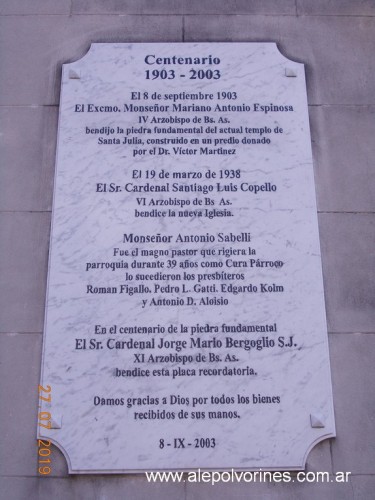 Centenario
1903 - 2003
El 8 de septiembre 1903
El Excmo. Monseñor Mariano Antonio Espinosa
IV Arzobispo de Bs. As.
bendijo la piedra fundamental del actual templo de
Santa Julia, construido en un predio donado
por el Dr. Víctor Martínez
El 19 de marzo de 1938
El Sr. Cardenal Santiago Luis Copello
VI Arzobispo de Bs As.
bendice la nueva Iglesia.
Monseñor Antonio Sabelli
Fue el magno pastor que rigiera la
parroquia durante 39 años como Cura Párroco
lo sucedieron los presbíteros
Roman Figallo, Pedro L. Gatti, Edgardo Kolm
y Antonio D. Aloisio
En el centenario de la piedra fundamental
El Sr. Cardenal Jorge Mario Bergoglio S.J.
XI Arzobispo de Bs. As.
bendice esta placa recordatoria.
Damos gracias a Dios por todos los bienes
recibidos de sus manos.
8 - IX - 2003
27 07 2019
www.alepolvorines.com.ar